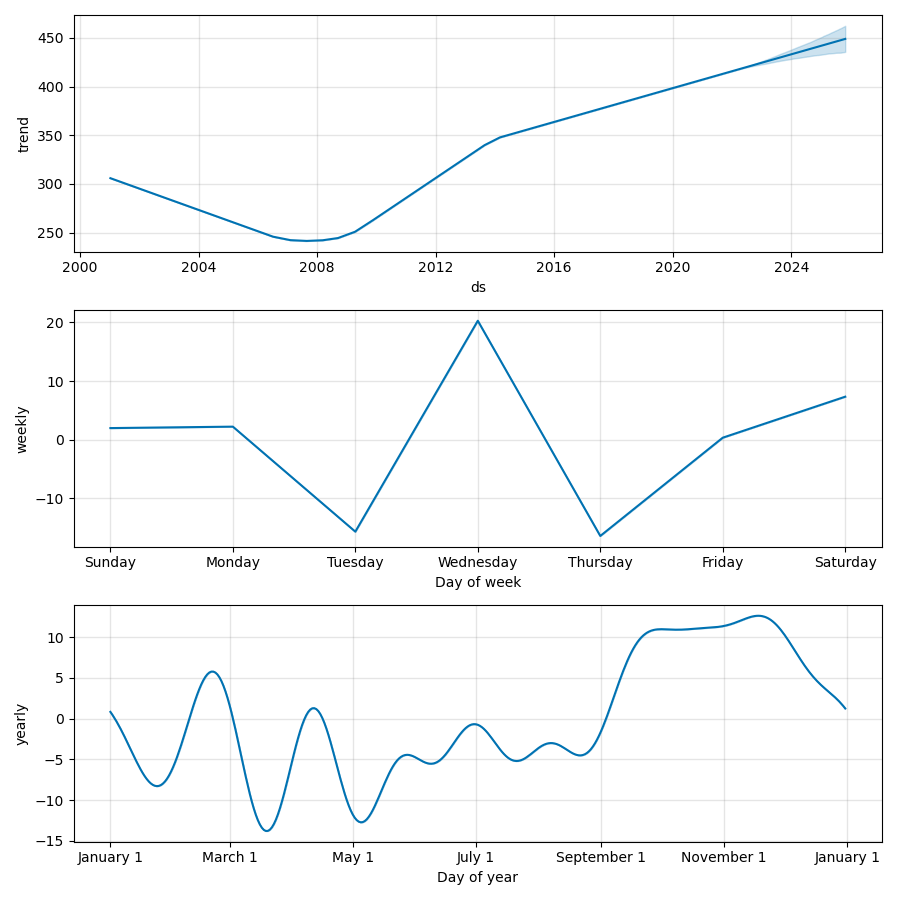 450
400
350
300
250
trend
2000 2004 2008 2012 2016 2020 2024
ds
20
10
0
−10
weekly
Sunday Monday Tuesday Wednesday Thursday Friday Saturday
Day of week
10
5
0
−5
−10
−15
yearly
January 1 March 1 May 1 July 1 September 1 November 1 January 1
Day of year